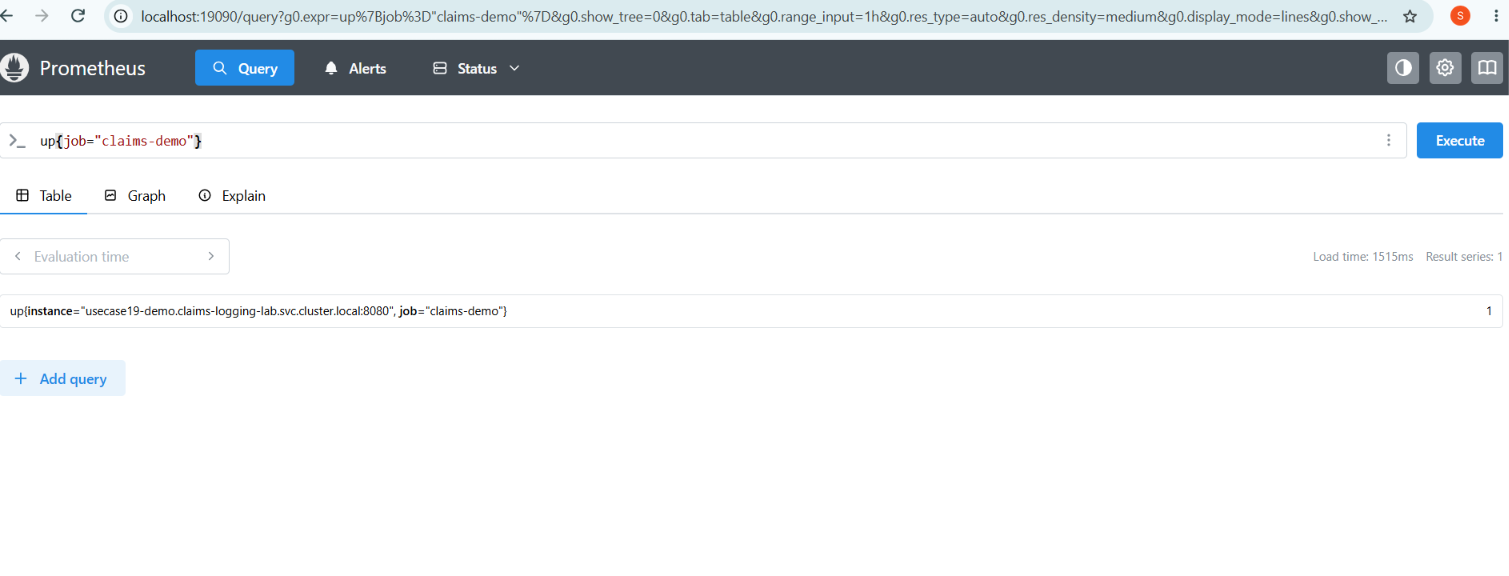 localhost:19090/query?g0.expr=up%7Bjob%3D"claims-demo"%7D&g0.show_tree=0&g0.tab=table&g0.range_input=1h&g0.res_type=auto&g0.res_density=medium&g0.display_mode=lines&g0.show_... S
Prometheus Query Alerts Status
>_ up{job="claims-demo"} Execute
Table Graph Explain
Evaluation time Load time: 1515ms Result series: 1
up{instance="usecase19-demo.claims-logging-lab.svc.cluster.local:8080", job="claims-demo"} 1
+ Add query